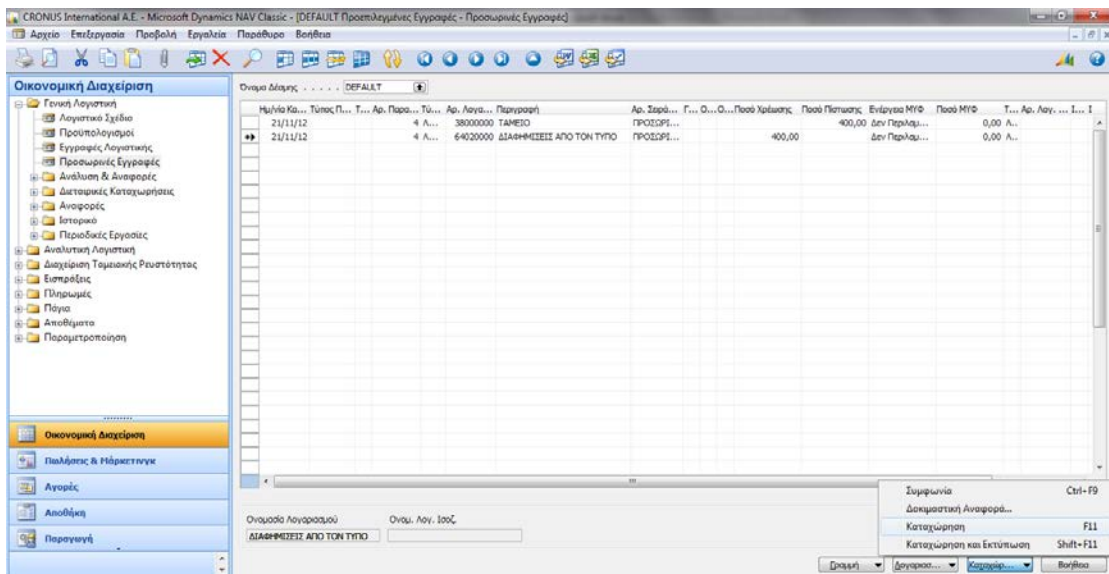 CRONUS International A.E. - Microsoft Dynamics NAV Classic - [DEFAULT Προεπιλεγμένες Εγγραφές - Προσωρινές Εγγραφές]
Αρχείο Επεξεργασία Προβολή Εργαλεία Παράθυρο Βοήθεια
Οικονομική Διαχείριση
Γενική Λογιστική
Λογιστικό Σχέδιο
Προϋπολογισμοί
Εγγραφές Λογιστικής
Προσωρινές Εγγραφές
Ανάλυση & Αναφορές
Διεταιρικές Καταχωρήσεις
Αναφορές
Ιστορικό
Περιοδικές Εργασίες
Αναλυτική Λογιστική
Διαχείριση Ταμειακής Ρευστότητας
Εισπράξεις
Πληρωμές
Πάγια
Αποθέματα
Παραμετροποίηση
Οικονομική Διαχείριση
Πωλήσεις & Μάρκετινγκ
Αγορές
Αποθήκη
Παραγωγή
Όνομα Δέσμης . . . . . DEFAULT
Ημ/νία Κα... Τύπος Π... Τ... Αρ. Παρα... Τύ... Αρ. Λογα... Περιγραφή Αρ. Σειρά... Γ... Ο... Ο... Ποσό Χρέωσης Ποσό Πίστωσης Ενέργεια ΜΥΦ Ποσό ΜΥΦ Τ... Αρ. Λογ. ... Ι... Ι
21/11/12 4 Λ... 38000000 ΤΑΜΕΙΟ ΠΡΟΣΩΡΙ... 400,00 Δεν Περιλαμ... 0,00 Λ...
21/11/12 4 Λ... 64020000 ΔΙΑΦΗΜΙΣΕΙΣ ΑΠΟ ΤΟΝ ΤΥΠΟ ΠΡΟΣΩΡΙ... 400,00 Δεν Περιλαμ... 0,00 Λ...
Ονομασία Λογαριασμού Ονομ. Λογ. Ισοζ.
ΔΙΑΦΗΜΙΣΕΙΣ ΑΠΟ ΤΟΝ ΤΥΠΟ
Συμφωνία Ctrl+F9
Δοκιμαστική Αναφορά...
Καταχώρηση F11
Καταχώρηση και Εκτύπωση Shift+F11
Γραμμή Λογαριασ... Καταχώρ... Βοήθεια